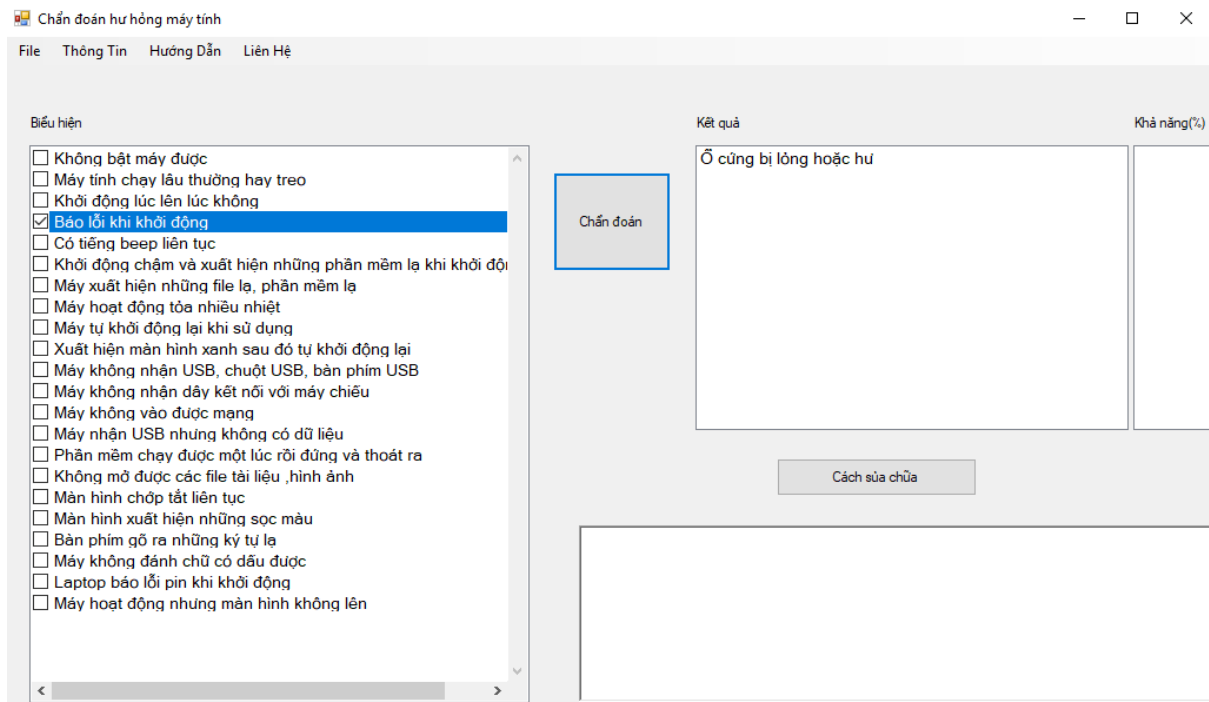 Chẩn đoán hư hỏng máy tính
File Thông Tin Hướng Dẫn Liên Hệ
Biểu hiện
Không bật máy được
Máy tính chạy lâu thường hay treo
Khởi động lúc lên lúc không
Báo lỗi khi khởi động
Có tiếng beep liên tục
Khởi động chậm và xuất hiện những phần mềm lạ khi khởi độ
Máy xuất hiện những file lạ, phần mềm lạ
Máy hoạt động tỏa nhiều nhiệt
Máy tự khởi động lại khi sử dụng
Xuất hiện màn hình xanh sau đó tự khởi động lại
Máy không nhận USB, chuột USB, bàn phím USB
Máy không nhận dây kết nối với máy chiếu
Máy không vào được mạng
Máy nhận USB nhưng không có dữ liệu
Phần mềm chạy được một lúc rồi đứng và thoát ra
Không mở được các file tài liệu ,hình ảnh
Màn hình chớp tắt liên tục
Màn hình xuất hiện những sọc màu
Bàn phím gõ ra những ký tự lạ
Máy không đánh chữ có dấu được
Laptop báo lỗi pin khi khởi động
Máy hoạt động nhưng màn hình không lên
Chẩn đoán
Kết quả
Khả năng(%)
Ổ cứng bị lỏng hoặc hư
Cách sủa chữa